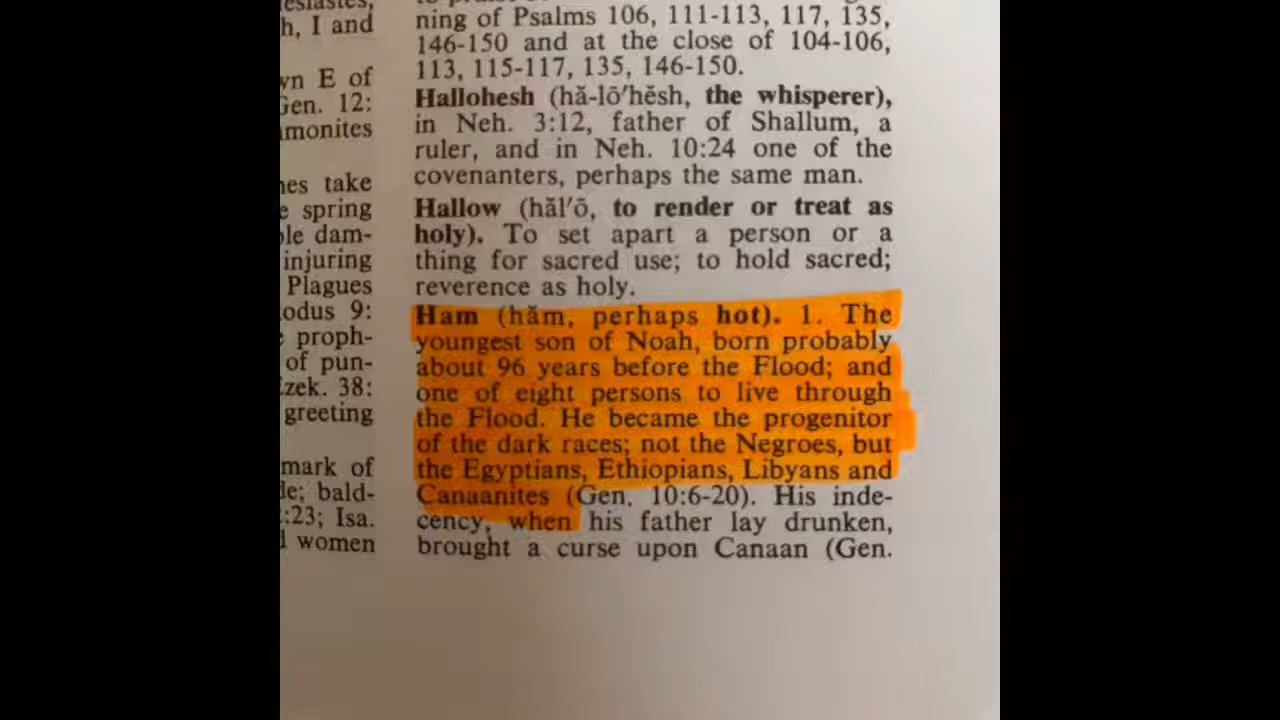 esiastes,
h, I and
wn E of
Gen. 12:
monites
nes take
e spring
ble dam-
injuring
Plagues
odus 9:
proph-
of pun-
Ezek. 38:
greeting
mark of
le; bald-
:23; Isa.
d women
ning of Psalms 106, 111-113, 117, 135,
146-150 and at the close of 104-106,
113, 115-117, 135, 146-150.
Hallohesh (hă-lō'hĕsh, the whisperer),
in Neh. 3:12, father of Shallum, a
ruler, and in Neh. 10:24 one of the
covenanters, perhaps the same man.
Hallow (hăl'ō, to render or treat as
holy). To set apart a person or a
thing for sacred use; to hold sacred;
reverence as holy.
Ham (hăm, perhaps hot). 1. The
youngest son of Noah, born probably
about 96 years before the Flood; and
one of eight persons to live through
the Flood. He became the progenitor
of the dark races; not the Negroes, but
the Egyptians, Ethiopians, Libyans and
Canaanites (Gen. 10:6-20). His inde-
cency, when his father lay drunken,
brought a curse upon Canaan (Gen.